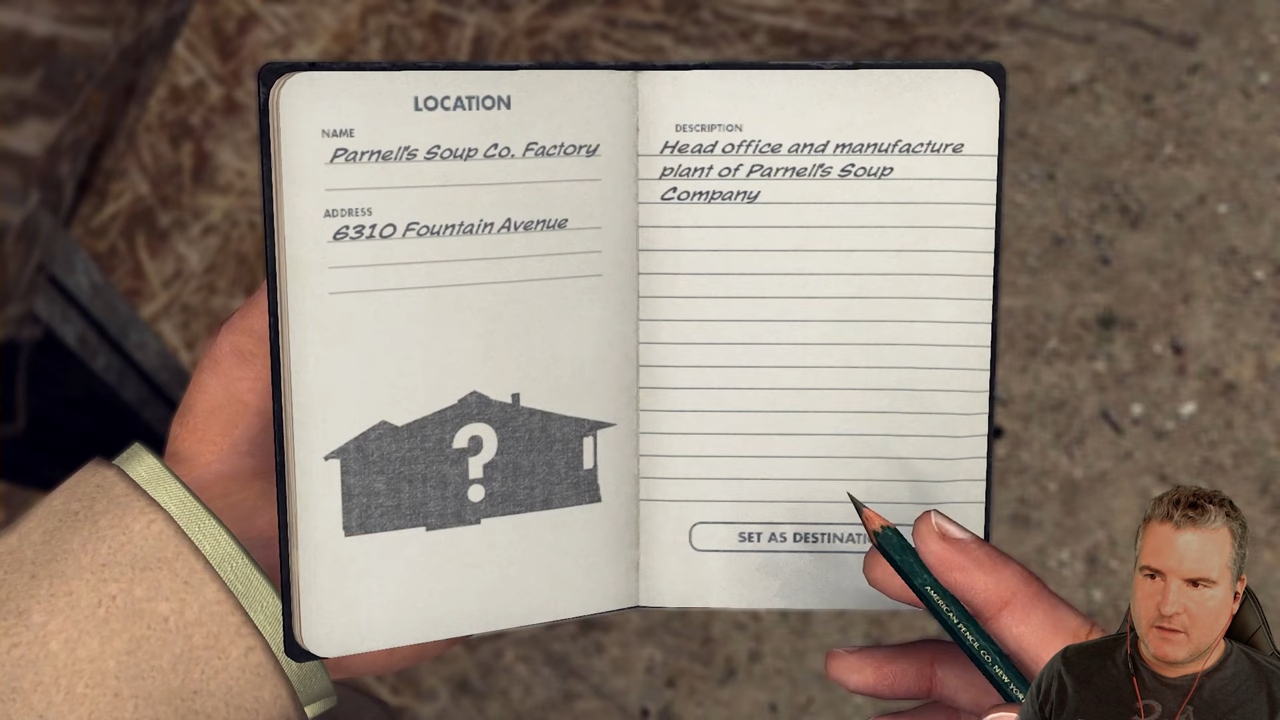 LOCATION
NAME
Parnell's Soup Co. Factory
ADDRESS
6310 Fountain Avenue
DESCRIPTION
Head office and manufacture
plant of Parnell's Soup
Company
?
SET AS DESTINATI
AMERICAN PENCIL CO. NEW YOR